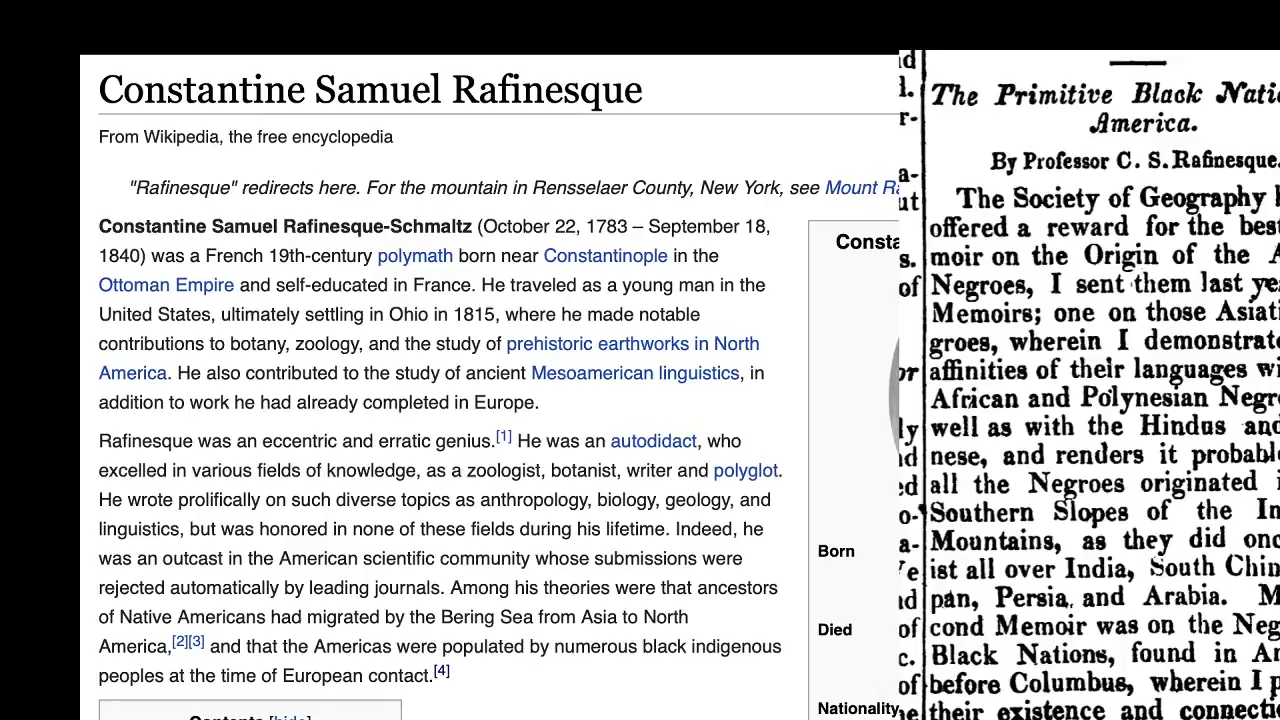 Constantine Samuel Rafinesque
From Wikipedia, the free encyclopedia
"Rafinesque" redirects here. For the mountain in Rensselaer County, New York, see Mount
Constantine Samuel Rafinesque-Schmaltz (October 22, 1783 – September 18,
1840) was a French 19th-century polymath born near Constantinople in the
Ottoman Empire and self-educated in France. He traveled as a young man in the
United States, ultimately settling in Ohio in 1815, where he made notable
contributions to botany, zoology, and the study of prehistoric earthworks in North
America. He also contributed to the study of ancient Mesoamerican linguistics, in
addition to work he had already completed in Europe.
Rafinesque was an eccentric and erratic genius.[1] He was an autodidact, who
excelled in various fields of knowledge, as a zoologist, botanist, writer and polyglot.
He wrote prolifically on such diverse topics as anthropology, biology, geology, and
linguistics, but was honored in none of these fields during his lifetime. Indeed, he
was an outcast in the American scientific community whose submissions were
rejected automatically by leading journals. Among his theories were that ancestors
of Native Americans had migrated by the Bering Sea from Asia to North
America,[2][3] and that the Americas were populated by numerous black indigenous
peoples at the time of European contact.[4]
Born
Died
Nationality
The Primitive Black
America.
By Professor C. S. Rafinesque.
The Society of Geography
offered a reward for the best
moir on the Origin of the
Negroes, I sent them last
Memoirs; one on those
groes, wherein I
affinities of their languages
African and Polynesian
well as with the Hindus and
nese, and renders it
all the Negroes originated
Southern Slopes of the
Mountains, as they did
ist all over India, South
pan, Persia, and Arabia.
cond Memoir was on the
Black Nations, found in
before Columbus, wherein I
their existence and